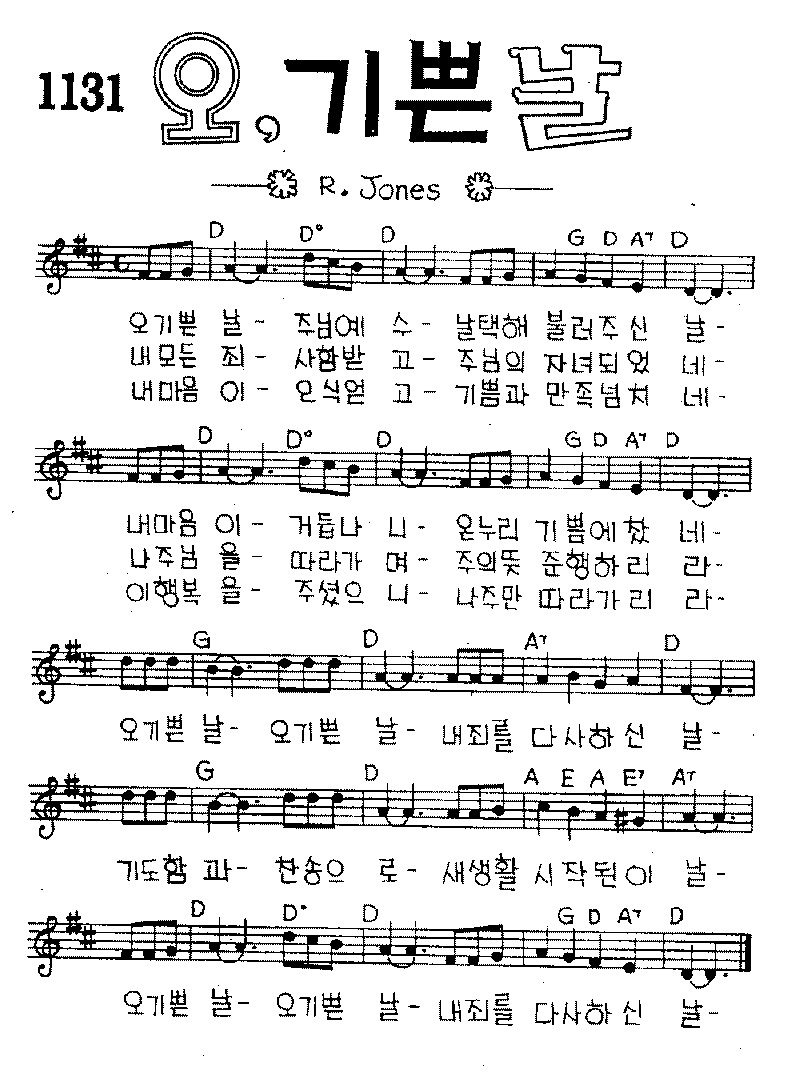 1131 오, 기쁜날
R. Jones
D D° D G D A7 D
오기쁜 날- 주님예 수- 날택해 불러주신 날-
내모든 죄- 사함받 고- 주님의 자녀되었 네-
내마음 이- 안식얻 고- 기쁨과 만족넘치 네-
D D° D G D A7 D
내마음 이- 거듭나 니- 온누리 기쁨에찼 네-
나주님 을- 따라가 며- 주의뜻 준행하리 라-
이행복 을- 주셨으 니- 나주만 따라가리 라-
G D A7 D
오기쁜 날- 오기쁜 날- 내죄를 다사하신 날-
G D A E A E7 A7
기도함 과- 찬송으 로- 새생활 시작된이 날-
D D° D G D A7 D
오기쁜 날- 오기쁜 날- 내죄를 다사하신 날-